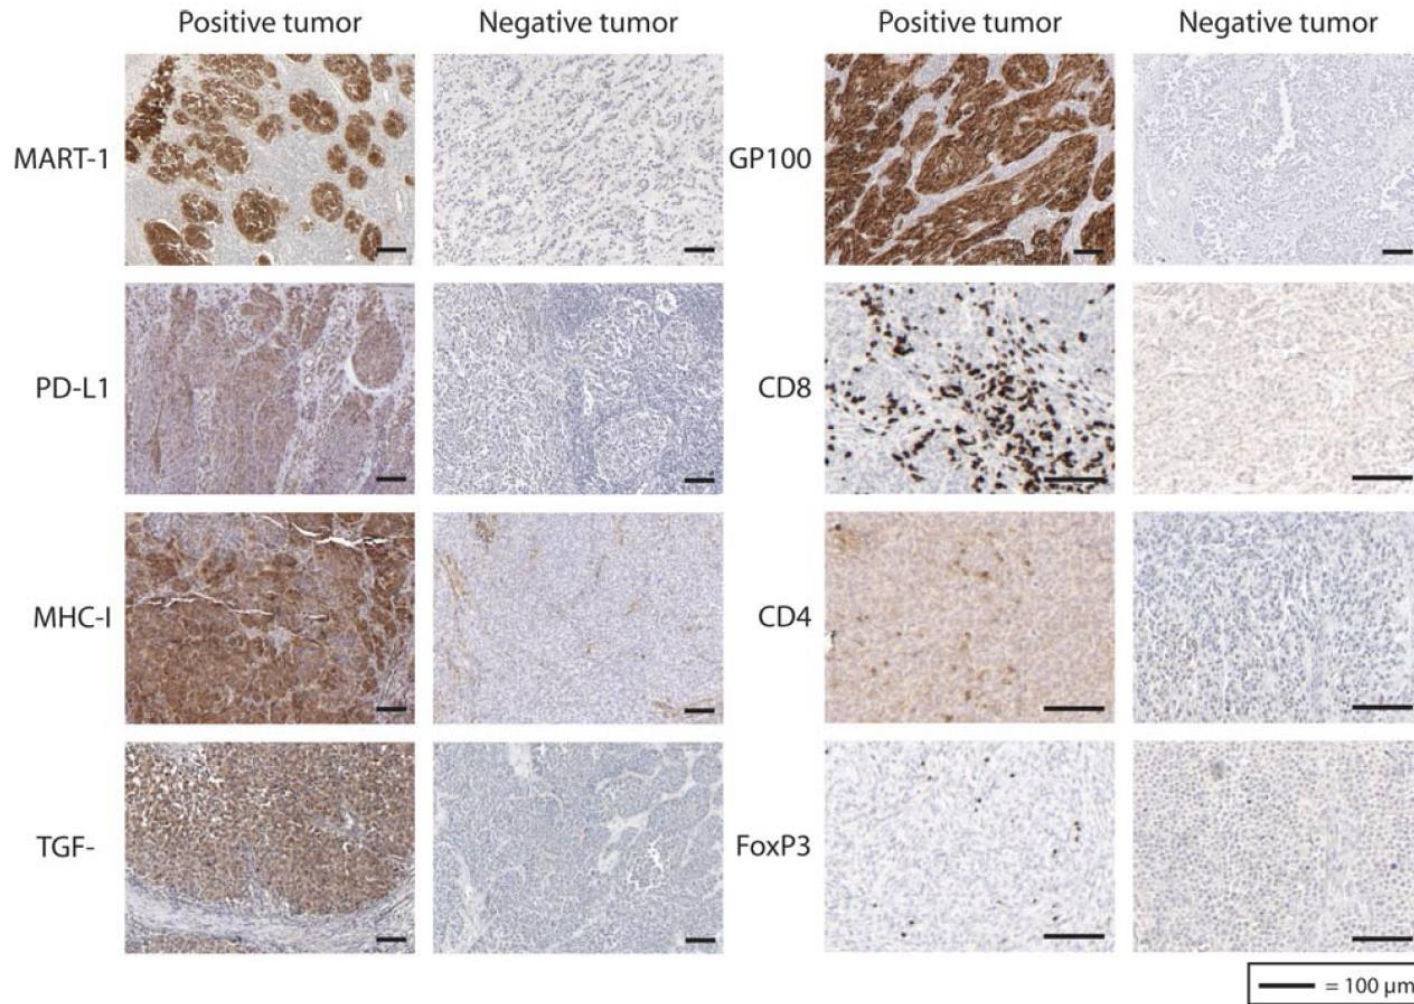 Positive tumor Negative tumor Positive tumor Negative tumor
MART-1 GP100
PD-L1 CD8
MHC-I CD4
TGF- FoxP3
= 100 µm